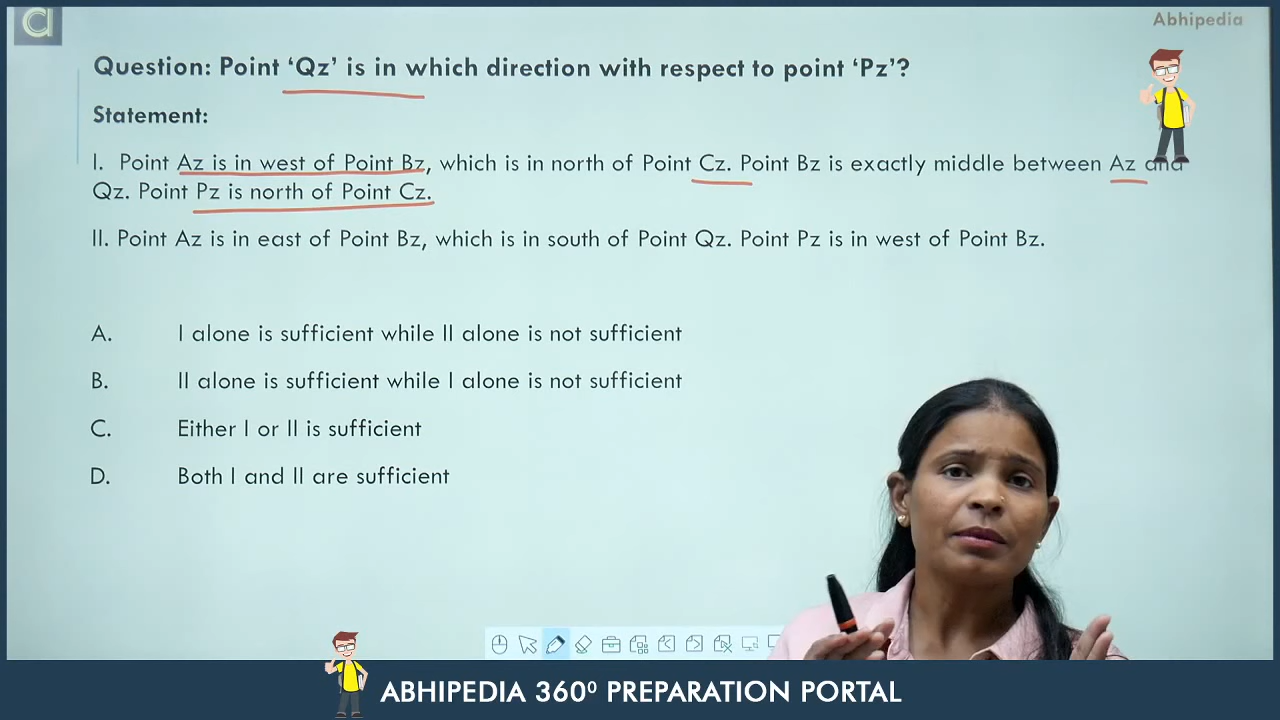 a
Abhipedia
Question: Point ‘Qz’ is in which direction with respect to point ‘Pz’?
Statement:
I. Point Az is in west of Point Bz, which is in north of Point Cz. Point Bz is exactly middle between Az and
Qz. Point Pz is north of Point Cz.
II. Point Az is in east of Point Bz, which is in south of Point Qz. Point Pz is in west of Point Bz.
A. I alone is sufficient while II alone is not sufficient
B. II alone is sufficient while I alone is not sufficient
C. Either I or II is sufficient
D. Both I and II are sufficient
ABHIPEDIA 360⁰ PREPARATION PORTAL